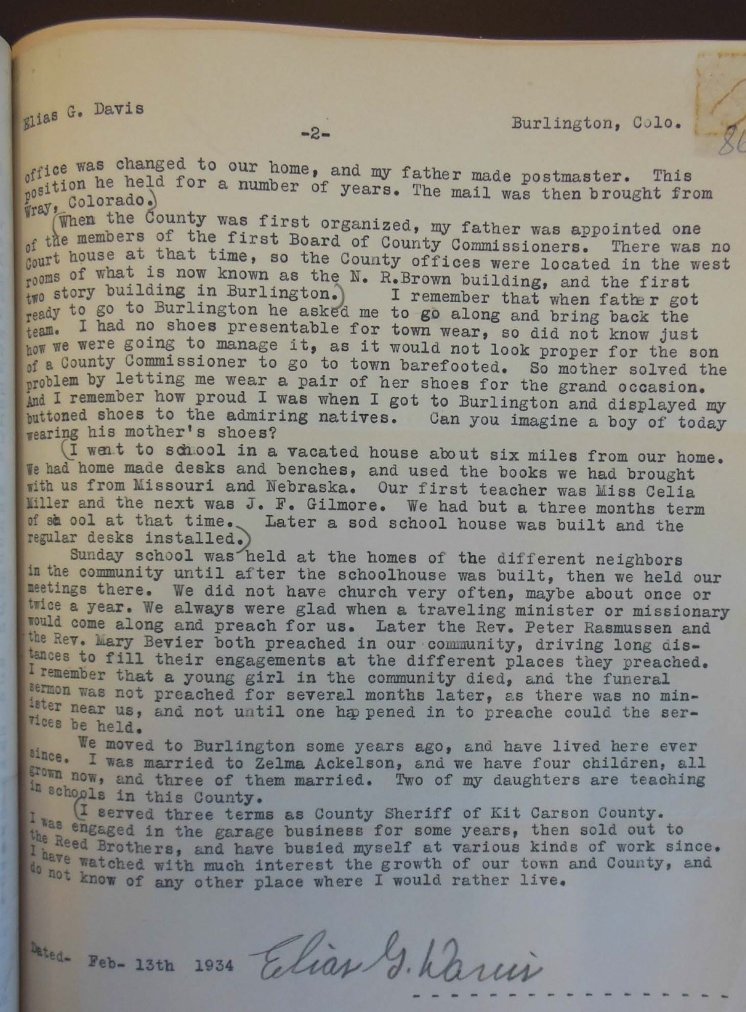 Elias G. Davis
Burlington, Colo.
-2-
86
office was changed to our home, and my father made postmaster. This
position he held for a number of years. The mail was then brought from
Wray, Colorado.)
(When the County was first organized, my father was appointed one
of the members of the first Board of County Commissioners. There was no
Court house at that time, so the County offices were located in the west
rooms of what is now known as the N. R.Brown building, and the first
two story building in Burlington.) I remember that when father got
ready to go to Burlington he asked me to go along and bring back the
team. I had no shoes presentable for town wear, so did not know just
how we were going to manage it, as it would not look proper for the son
of a County Commissioner to go to town barefooted. So mother solved the
problem by letting me wear a pair of her shoes for the grand occasion.
And I remember how proud I was when I got to Burlington and displayed my
buttoned shoes to the admiring natives. Can you imagine a boy of today
wearing his mother's shoes?
(I went to school in a vacated house about six miles from our home.
We had home made desks and benches, and used the books we had brought
with us from Missouri and Nebraska. Our first teacher was Miss Celia
Miller and the next was J. F. Gilmore. We had but a three months term
of sh ool at that time. Later a sod school house was built and the
regular desks installed.)
Sunday school was held at the homes of the different neighbors
in the community until after the schoolhouse was built, then we held our
meetings there. We did not have church very often, maybe about once or
twice a year. We always were glad when a traveling minister or missionary
would come along and preach for us. Later the Rev. Peter Rasmussen and
the Rev. Mary Bevier both preached in our community, driving long dis-
tances to fill their engagements at the different places they preached.
I remember that a young girl in the community died, and the funeral
sermon was not preached for several months later, as there was no min-
ister near us, and not until one hap pened in to preache could the ser-
vices be held.
We moved to Burlington some years ago, and have lived here ever
since. I was married to Zelma Ackelson, and we have four children, all
grown now, and three of them married. Two of my daughters are teaching
in schools in this County.
(I served three terms as County Sheriff of Kit Carson County.
I was engaged in the garage business for some years, then sold out to
the Reed Brothers, and have busied myself at various kinds of work since.
I have watched with much interest the growth of our town and County, and
do not know of any other place where I would rather live.
Dated- Feb- 13th 1934 Elias G. Davis